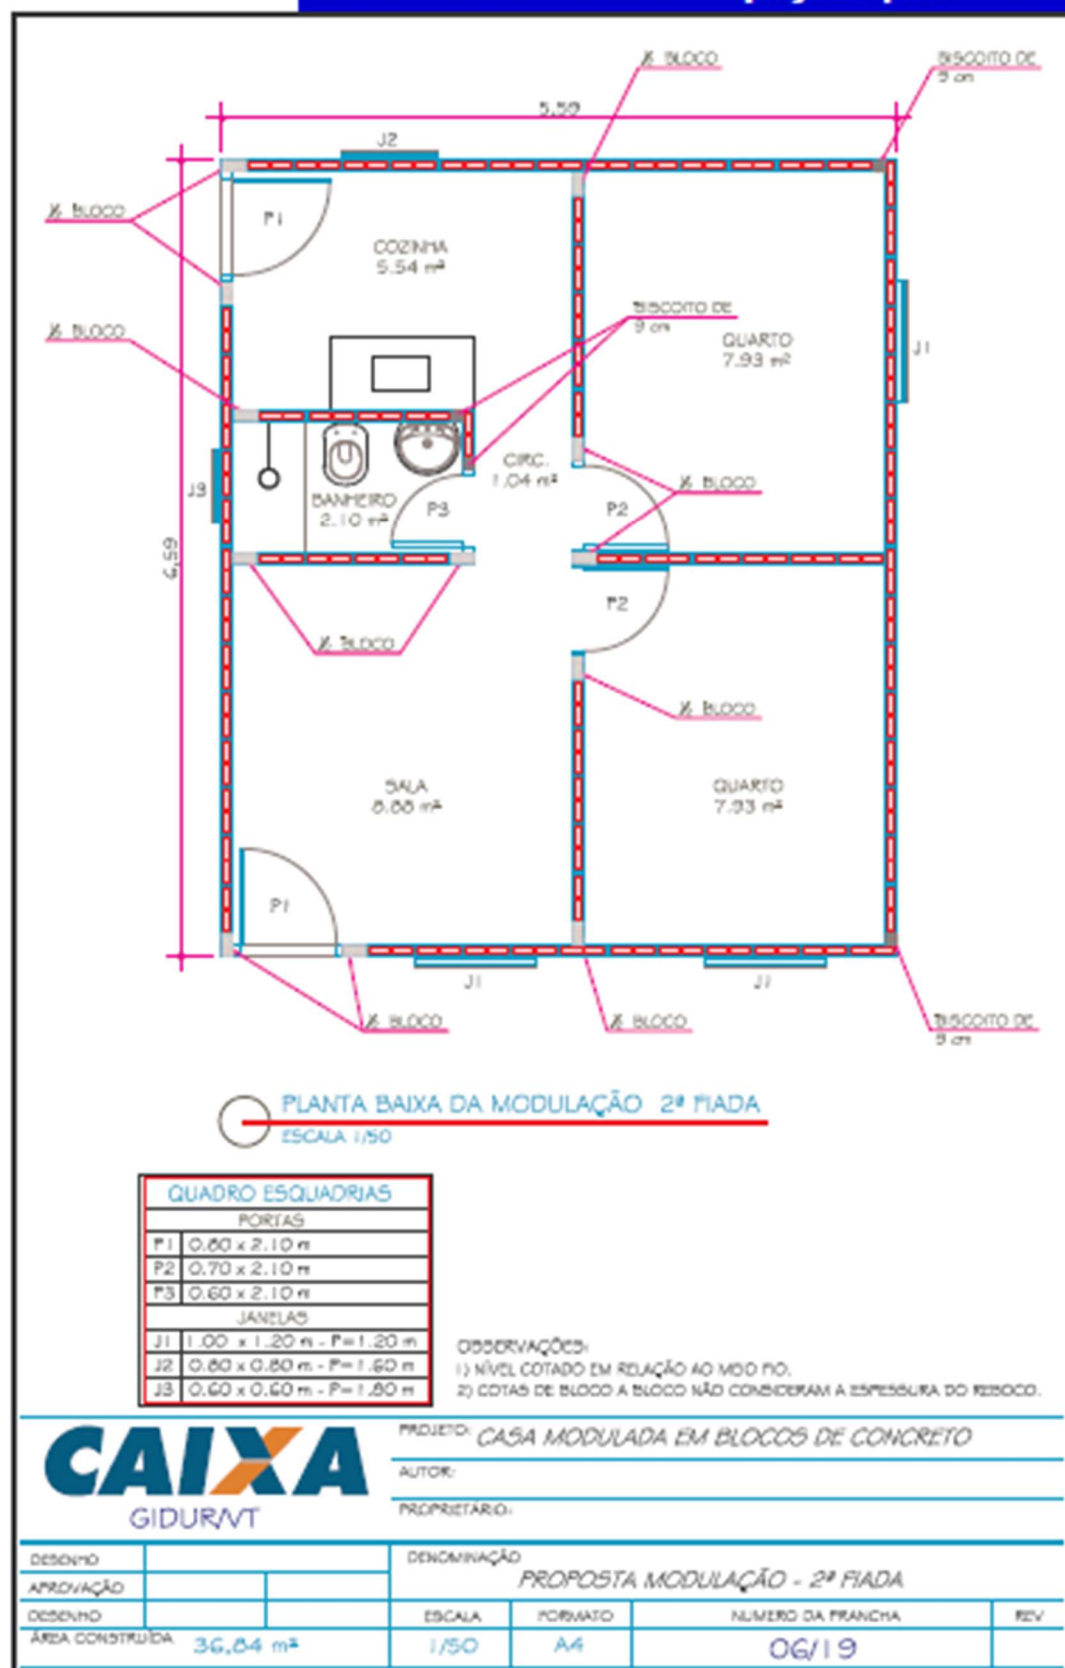 ½ BLOCO
BISCOITO DE
9 cm
5,59
J2
½ BLOCO
P1
COZINHA
5.54 m²
½ BLOCO
BISCOITO DE
9 cm
QUARTO
7.93 m²
J1
CIRC.
1.04 m²
½ BLOCO
J3
BANHEIRO
2.10 m²
P3
P2
6,59
P2
½ BLOCO
½ BLOCO
SALA
8.88 m²
QUARTO
7.93 m²
P1
J1
J1
½ BLOCO
½ BLOCO
BISCOITO DE
9 cm
PLANTA BAIXA DA MODULAÇÃO 2ª FIADA
ESCALA 1/50
QUADRO ESQUADRIAS
PORTAS
P1 0.80 x 2.10 m
P2 0.70 x 2.10 m
P3 0.60 x 2.10 m
JANELAS
J1 1.00 x 1.20 m - P=1.20 m
J2 0.80 x 0.80 m - P=1.60 m
J3 0.60 x 0.60 m - P=1.80 m
OBSERVAÇÕES:
1) NÍVEL COTADO EM RELAÇÃO AO MEIO FIO.
2) COTAS DE BLOCO A BLOCO NÃO CONSIDERAM A ESPESSURA DO REBOCO.
CAIXA
GIDUR/VT
PROJETO: CASA MODULADA EM BLOCOS DE CONCRETO
AUTOR:
PROPRIETÁRIO:
DESENHO
APROVAÇÃO
DESENHO
DENOMINAÇÃO
PROPOSTA MODULAÇÃO - 2ª FIADA
ESCALA FORMATO NUMERO DA PRANCHA REV
ÁREA CONSTRUÍDA 36,84 m² 1/50 A4 06/19